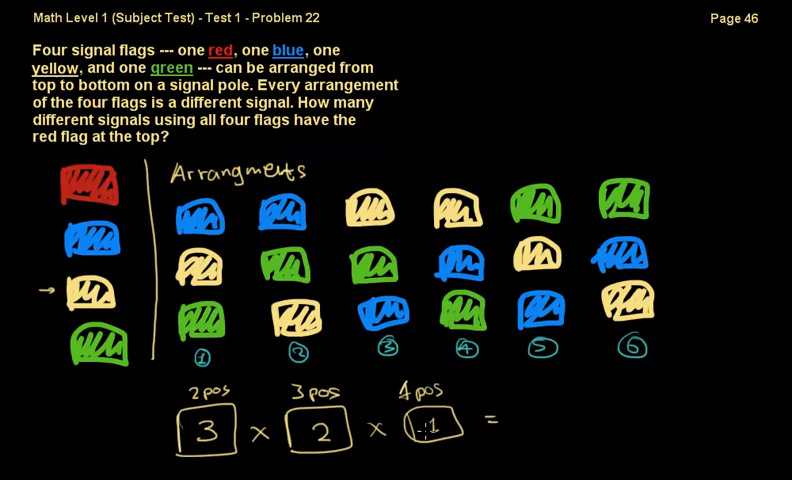 Math Level 1 (Subject Test) - Test 1 - Problem 22
Page 46
Four signal flags --- one red, one blue, one
yellow, and one green --- can be arranged from
top to bottom on a signal pole. Every arrangement
of the four flags is a different signal. How many
different signals using all four flags have the
red flag at the top?
Arrangments
1 2 3 4 5 6
2 pos 3 pos 4 pos
3 × 2 × 1 =